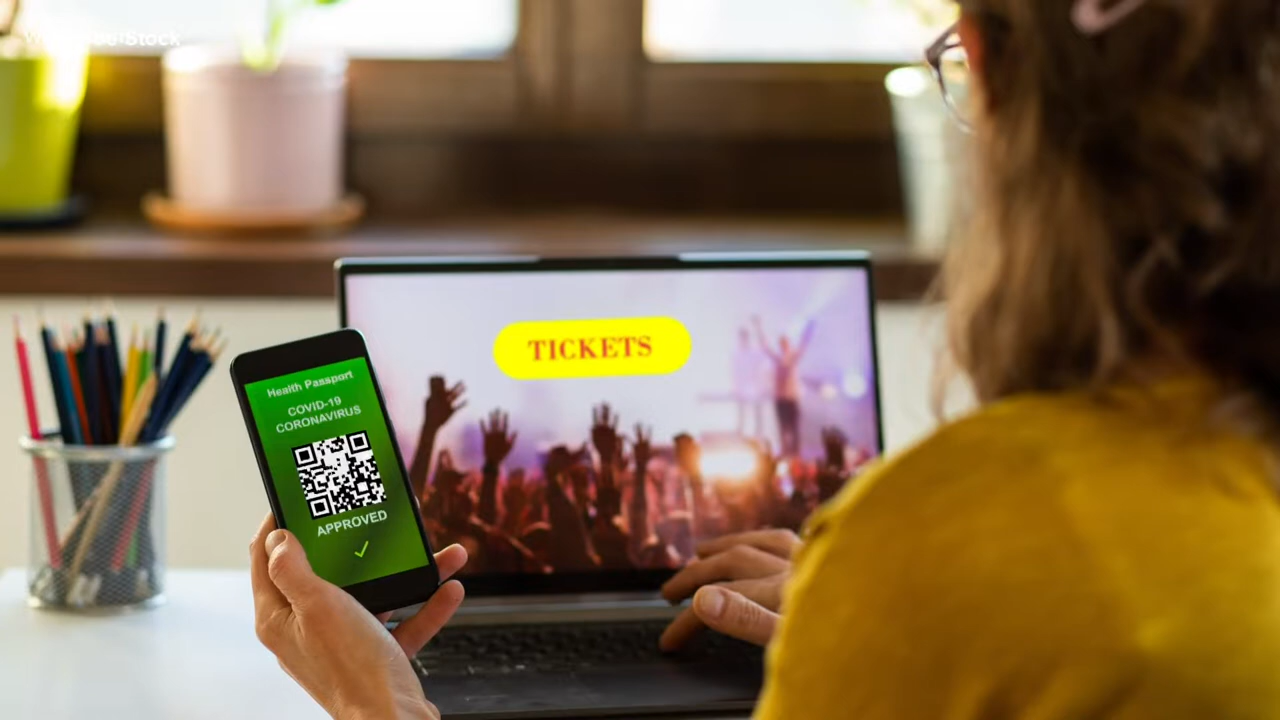 TICKETS
Health Passport
COVID-19
CORONAVIRUS
APPROVED